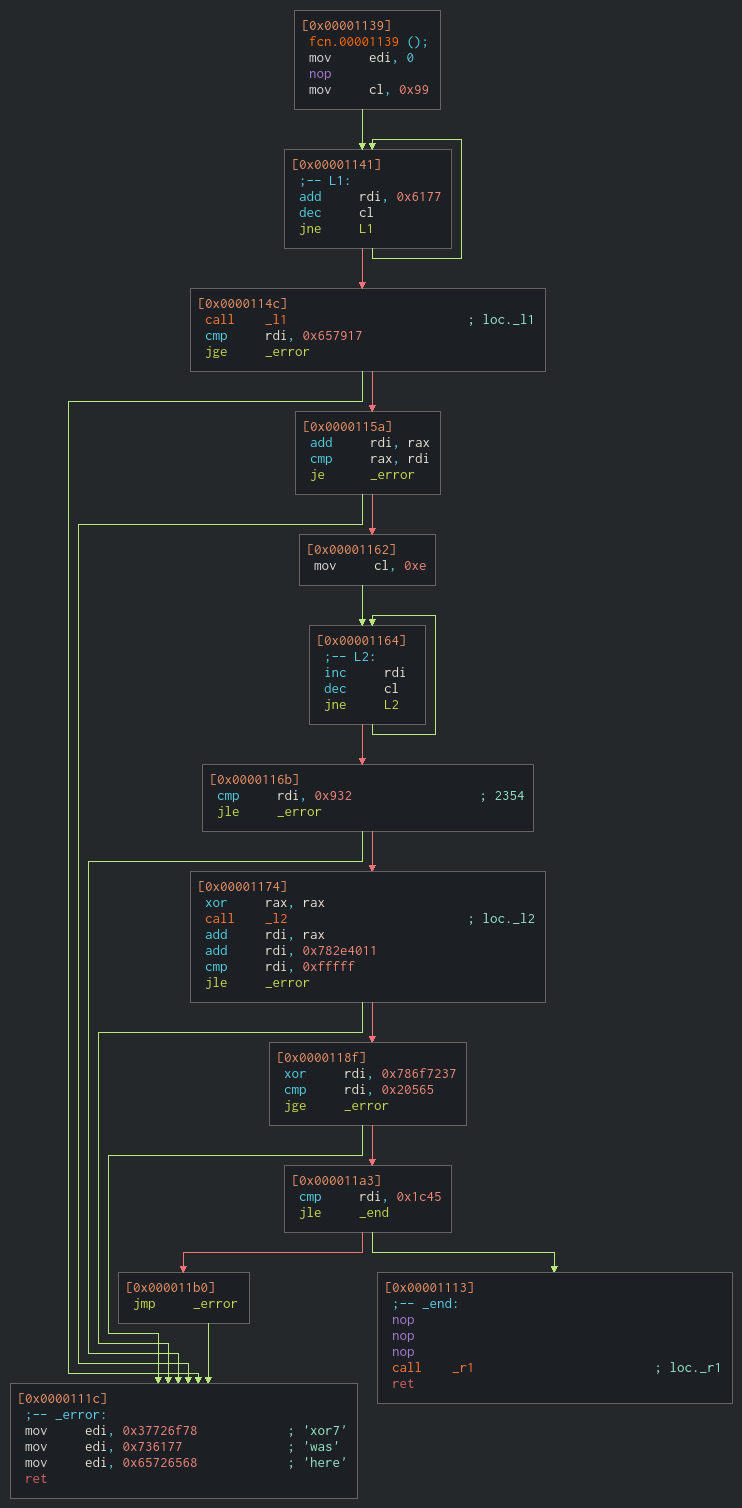 [0x00001139]
fcn.00001139 ();
mov edi, 0
nop
mov cl, 0x99
[0x00001141]
;-- L1:
add rdi, 0x6177
dec cl
jne L1
[0x0000114c]
call _l1 ; loc._l1
cmp rdi, 0x657917
jge _error
[0x0000115a]
add rdi, rax
cmp rax, rdi
je _error
[0x00001162]
mov cl, 0xe
[0x00001164]
;-- L2:
inc rdi
dec cl
jne L2
[0x0000116b]
cmp rdi, 0x932 ; 2354
jle _error
[0x00001174]
xor rax, rax
call _l2 ; loc._l2
add rdi, rax
add rdi, 0x782e4011
cmp rdi, 0xfffff
jle _error
[0x0000118f]
xor rdi, 0x786f7237
cmp rdi, 0x20565
jge _error
[0x000011a3]
cmp rdi, 0x1c45
jle _end
[0x000011b0]
jmp _error
[0x00001113]
;-- _end:
nop
nop
nop
call _r1 ; loc._r1
ret
[0x0000111c]
;-- _error:
mov edi, 0x37726f78 ; 'xor7'
mov edi, 0x736177 ; 'was'
mov edi, 0x65726568 ; 'here'
ret